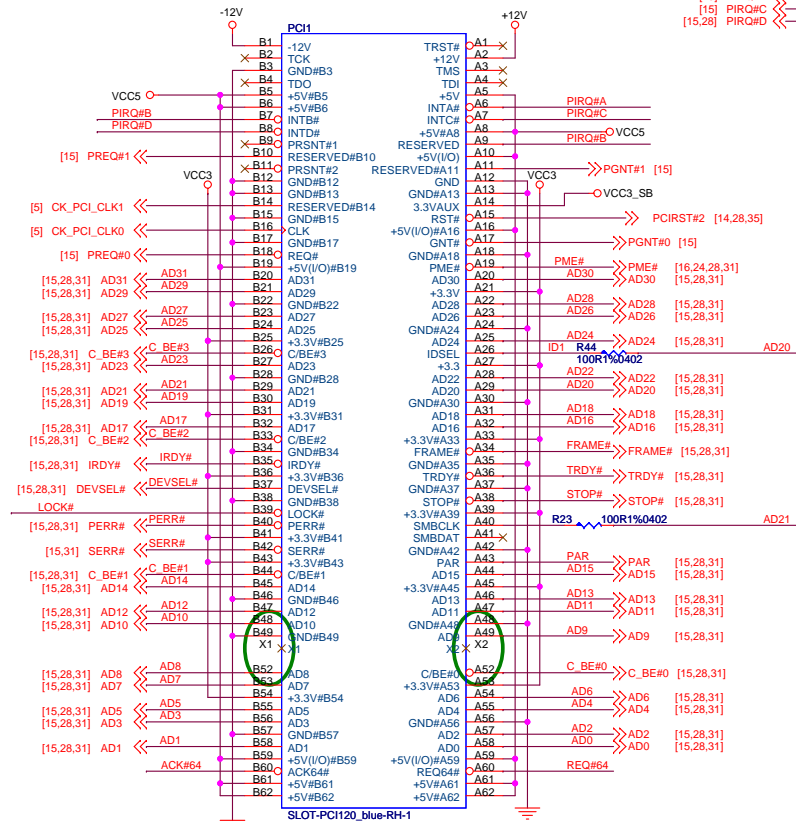 [15] PIRQ#C
[15,28] PIRQ#D
-12V +12V
PCI1
B1 -12V TRST# A1
B2 TCK +12V A2
B3 GND#B3 TMS A3
B4 TDO TDI A4
VCC5 B5 +5V#B5 +5V A5
B6 +5V#B6 INTA# A6 PIRQ#A
PIRQ#B B7 INTB# INTC# A7 PIRQ#C
PIRQ#D B8 INTD# +5V#A8 A8 VCC5
B9 PRSNT#1 RESERVED A9 PIRQ#B
[15] PREQ#1 B10 RESERVED#B10 +5V(I/O) A10
B11 PRSNT#2 RESERVED#A11 A11 PGNT#1 [15]
VCC3 B12 GND#B12 GND A12 VCC3
B13 GND#B13 GND#A13 A13 VCC3_SB
[5] CK_PCI_CLK1 B14 RESERVED#B14 3.3VAUX A14
B15 GND#B15 RST# A15 PCIRST#2 [14,28,35]
[5] CK_PCI_CLK0 B16 CLK +5V(I/O)#A16 A16
B17 GND#B17 GNT# A17 PGNT#0 [15]
[15] PREQ#0 B18 REQ# GND#A18 A18
B19 +5V(I/O)#B19 PME# A19 PME# PME# [16,24,28,31]
[15,28,31] AD31 AD31 B20 AD31 AD30 A20 AD30 AD30 [15,28,31]
[15,28,31] AD29 AD29 B21 AD29 +3.3V A21
B22 GND#B22 AD28 A22 AD28 AD28 [15,28,31]
[15,28,31] AD27 AD27 B23 AD27 AD26 A23 AD26 AD26 [15,28,31]
[15,28,31] AD25 AD25 B24 AD25 GND#A24 A24
B25 +3.3V#B25 AD24 A25 AD24 AD24 [15,28,31]
[15,28,31] C_BE#3 C_BE#3 B26 C/BE#3 IDSEL A26 ID1 R44 100R1%0402 AD20
[15,28,31] AD23 AD23 B27 AD23 +3.3 A27
B28 GND#B28 AD22 A28 AD22 AD22 [15,28,31]
[15,28,31] AD21 AD21 B29 AD21 AD20 A29 AD20 AD20 [15,28,31]
[15,28,31] AD19 AD19 B30 AD19 GND#A30 A30
B31 +3.3V#B31 AD18 A31 AD18 AD18 [15,28,31]
[15,28,31] AD17 AD17 B32 AD17 AD16 A32 AD16 AD16 [15,28,31]
[15,28,31] C_BE#2 C_BE#2 B33 C/BE#2 +3.3V#A33 A33
B34 GND#B34 FRAME# A34 FRAME# FRAME# [15,28,31]
[15,28,31] IRDY# IRDY# B35 IRDY# GND#A35 A35
B36 +3.3V#B36 TRDY# A36 TRDY# TRDY# [15,28,31]
[15,28,31] DEVSEL# DEVSEL# B37 DEVSEL# GND#A37 A37
B38 GND#B38 STOP# A38 STOP# STOP# [15,28,31]
LOCK# B39 LOCK# +3.3V#A39 A39
[15,28,31] PERR# PERR# B40 PERR# SMBCLK A40 R23 100R1%0402 AD21
B41 +3.3V#B41 SMBDAT A41
[15,31] SERR# SERR# B42 SERR# GND#A42 A42
B43 +3.3V#B43 PAR A43 PAR PAR [15,28,31]
[15,28,31] C_BE#1 C_BE#1 B44 C/BE#1 AD15 A44 AD15 AD15 [15,28,31]
[15,28,31] AD14 AD14 B45 AD14 +3.3V#A45 A45
B46 GND#B46 AD13 A46 AD13 AD13 [15,28,31]
[15,28,31] AD12 AD12 B47 AD12 AD11 A47 AD11 AD11 [15,28,31]
[15,28,31] AD10 AD10 B48 AD10 GND#A48 A48
B49 GND#B49 AD9 A49 AD9 AD9 [15,28,31]
X1 X1 X2 X2
[15,28,31] AD8 AD8 B52 AD8 C/BE#0 A52 C_BE#0 C_BE#0 [15,28,31]
[15,28,31] AD7 AD7 B53 AD7 +3.3V#A53 A53
B54 +3.3V#B54 AD6 A54 AD6 AD6 [15,28,31]
[15,28,31] AD5 AD5 B55 AD5 AD4 A55 AD4 AD4 [15,28,31]
[15,28,31] AD3 AD3 B56 AD3 GND#A56 A56
B57 GND#B57 AD2 A57 AD2 AD2 [15,28,31]
[15,28,31] AD1 AD1 B58 AD1 AD0 A58 AD0 AD0 [15,28,31]
B59 +5V(I/O)#B59 +5V(I/O)#A59 A59
ACK#64 B60 ACK64# REQ64# A60 REQ#64
B61 +5V#B61 +5V#A61 A61
B62 +5V#B62 +5V#A62 A62
SLOT-PCI120_blue-RH-1